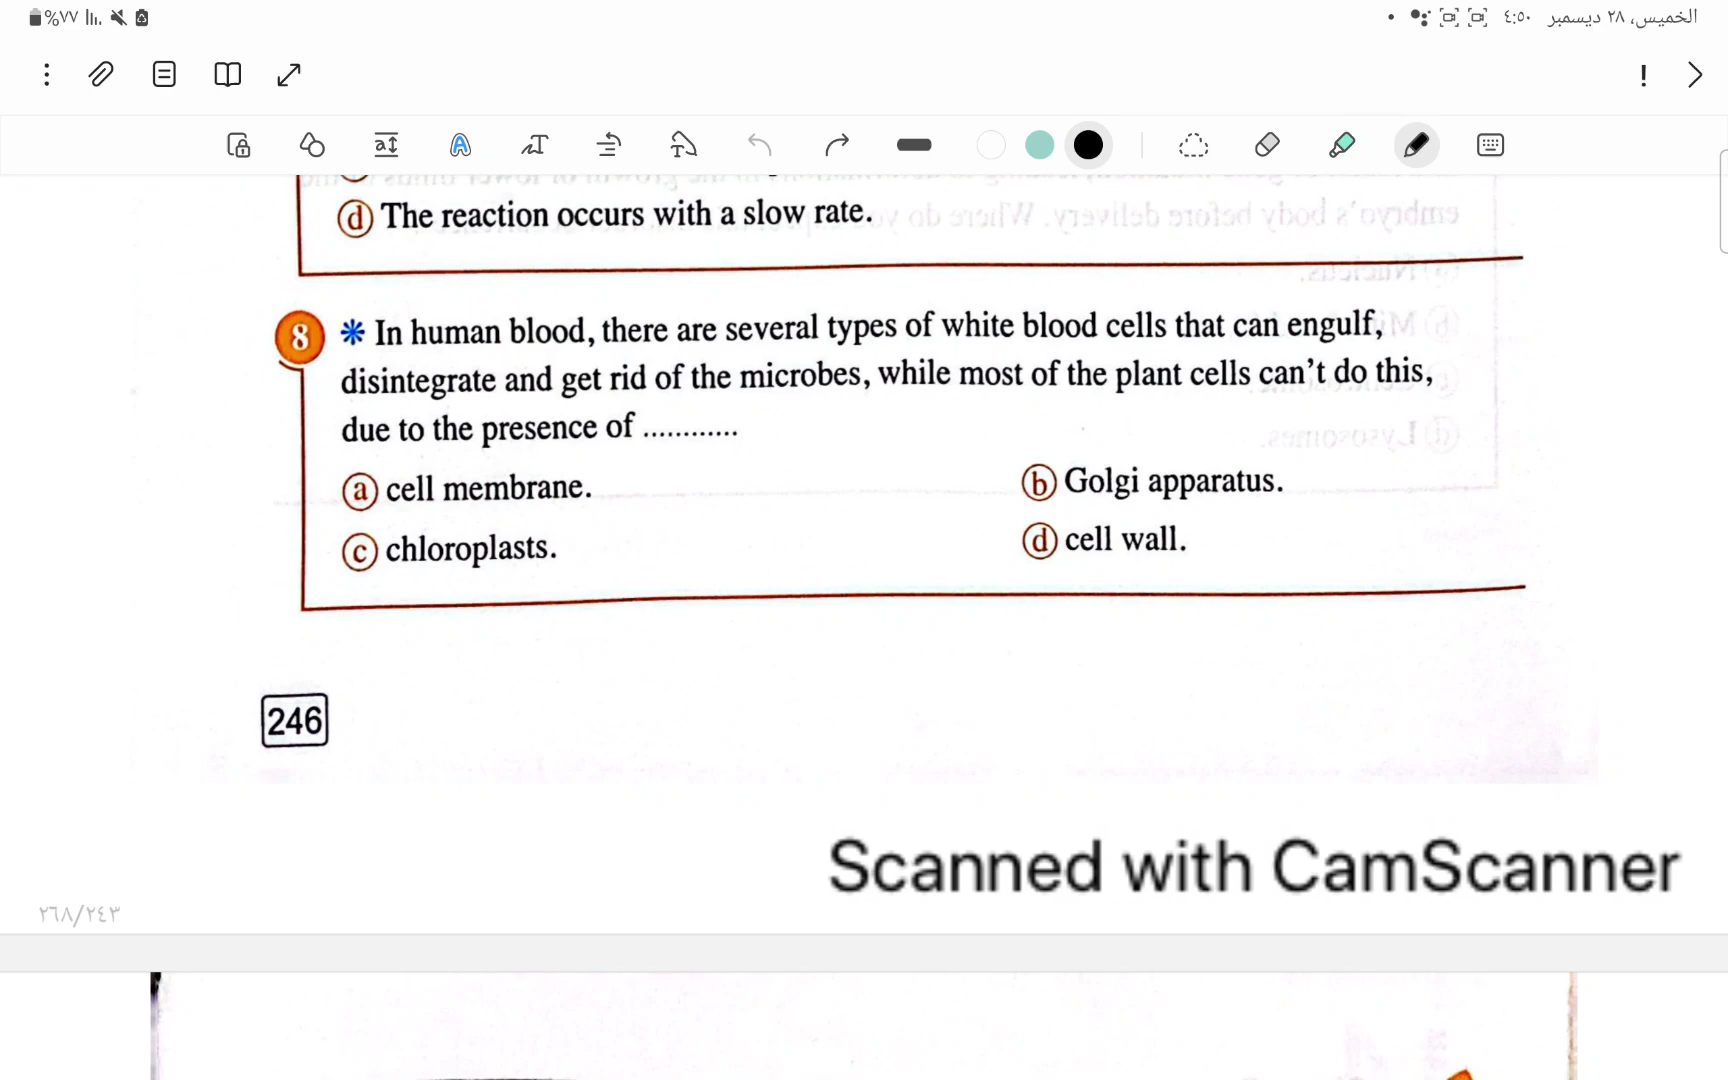 %٧٧
الخميس، ٢٨ ديسمبر ٤:٥٠
d The reaction occurs with a slow rate.
8 * In human blood, there are several types of white blood cells that can engulf,
disintegrate and get rid of the microbes, while most of the plant cells can't do this,
due to the presence of ............
a cell membrane.
b Golgi apparatus.
c chloroplasts.
d cell wall.
246
Scanned with CamScanner
٢٦٨/٢٤٣